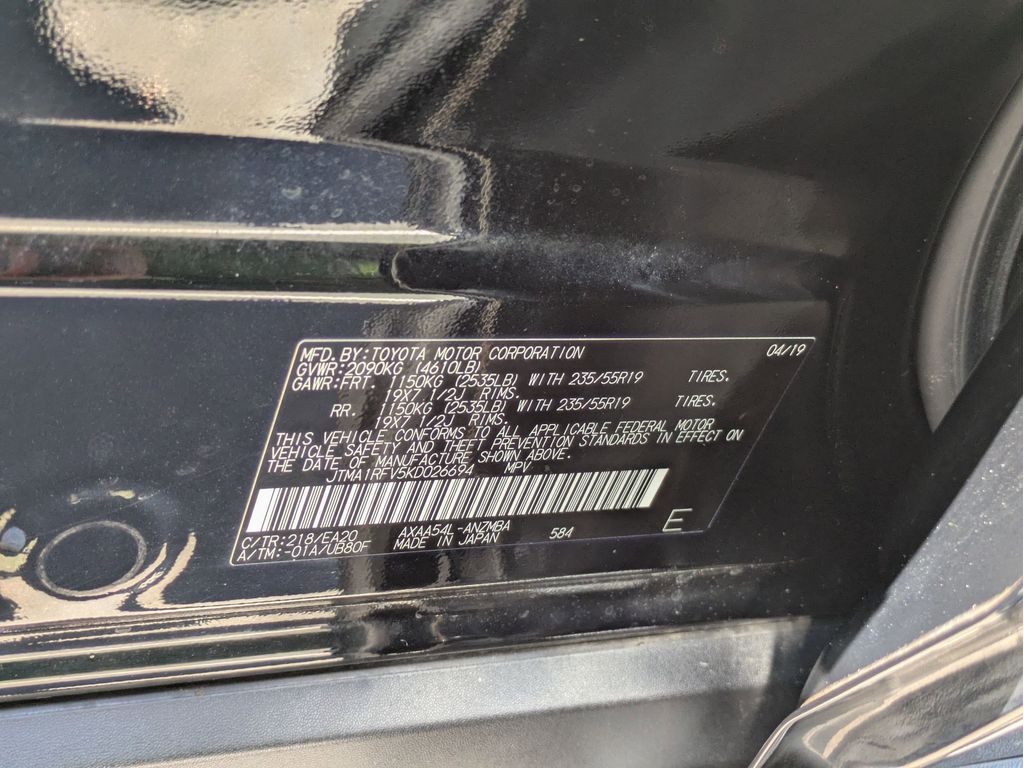 MFD. BY: TOYOTA MOTOR CORPORATION 04/19
GVWR: 2090KG (4610LB)
GAWR: FRT. 1150KG (2535LB) WITH 235/55R19 TIRES.
19X7 1/2J RIMS.
RR. 1150KG (2535LB) WITH 235/55R19 TIRES.
19X7 1/2J RIMS.
THIS VEHICLE CONFORMS TO ALL APPLICABLE FEDERAL MOTOR
VEHICLE SAFETY AND THEFT PREVENTION STANDARDS IN EFFECT ON
THE DATE OF MANUFACTURE SHOWN ABOVE.
JTMA1RFV5KD026694 MPV
C/TR: 218/EA20 AXAA54L-ANZMBA 584 E
A/TM: -01A/UB80F MADE IN JAPAN